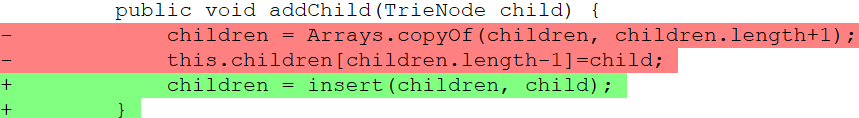 public void addChild(TrieNode child) {
-           children = Arrays.copyOf(children, children.length+1);
-           this.children[children.length-1]=child;
+           children = insert(children, child);
+       }